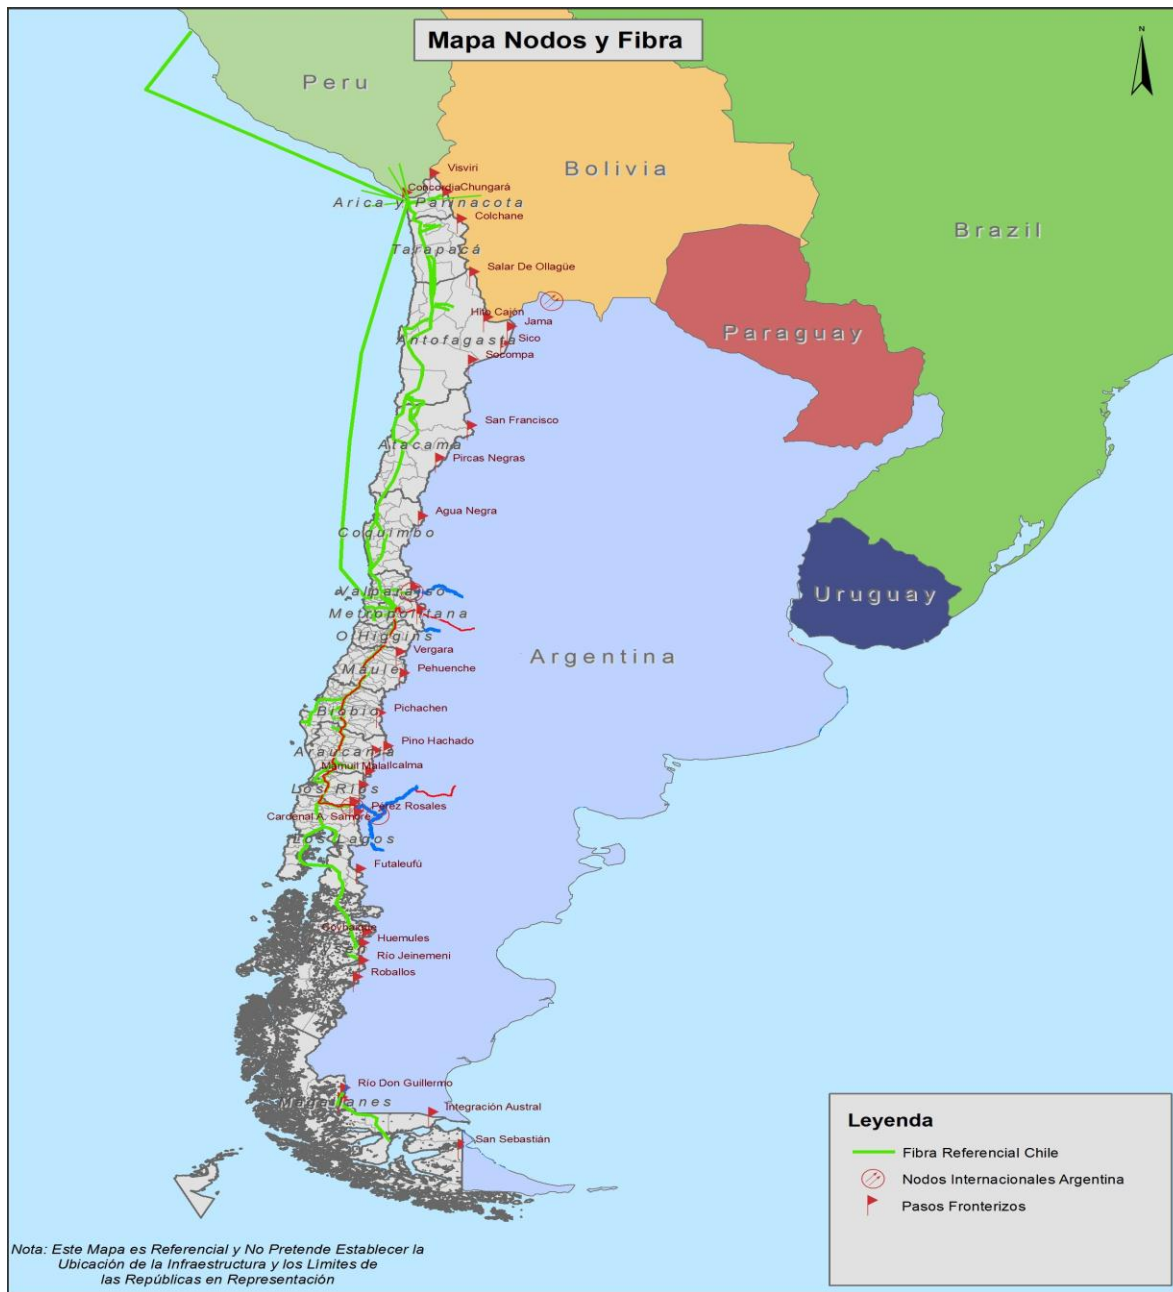 Mapa Nodos y Fibra
N
Peru
Bolivia
Brazil
Visviri
Concordia
Chungará
Arica y Parinacota
Colchane
Tarapacá
Salar De Ollagüe
Hito Cajón
Jama
Sico
Antofagasta
Socompa
Paraguay
San Francisco
Atacama
Pircas Negras
Agua Negra
Coquimbo
Valparaíso
Metropolitana
Uruguay
O'Higgins
Vergara
Argentina
Maule
Pehuenche
Biobío
Pichachen
Pino Hachado
Araucanía
Mamuil Malal
Icalma
Los Ríos
Pérez Rosales
Cardenal A. Samoré
Los Lagos
Futaleufú
Coyhaique
Huemules
Aysén
Río Jeinemeni
Roballos
Río Don Guillermo
Magallanes
Integración Austral
San Sebastián
Leyenda
Fibra Referencial Chile
Nodos Internacionales Argentina
Pasos Fronterizos
Nota: Este Mapa es Referencial y No Pretende Establecer la
Ubicación de la Infraestructura y los Lìmites de
las Repúblicas en Representación